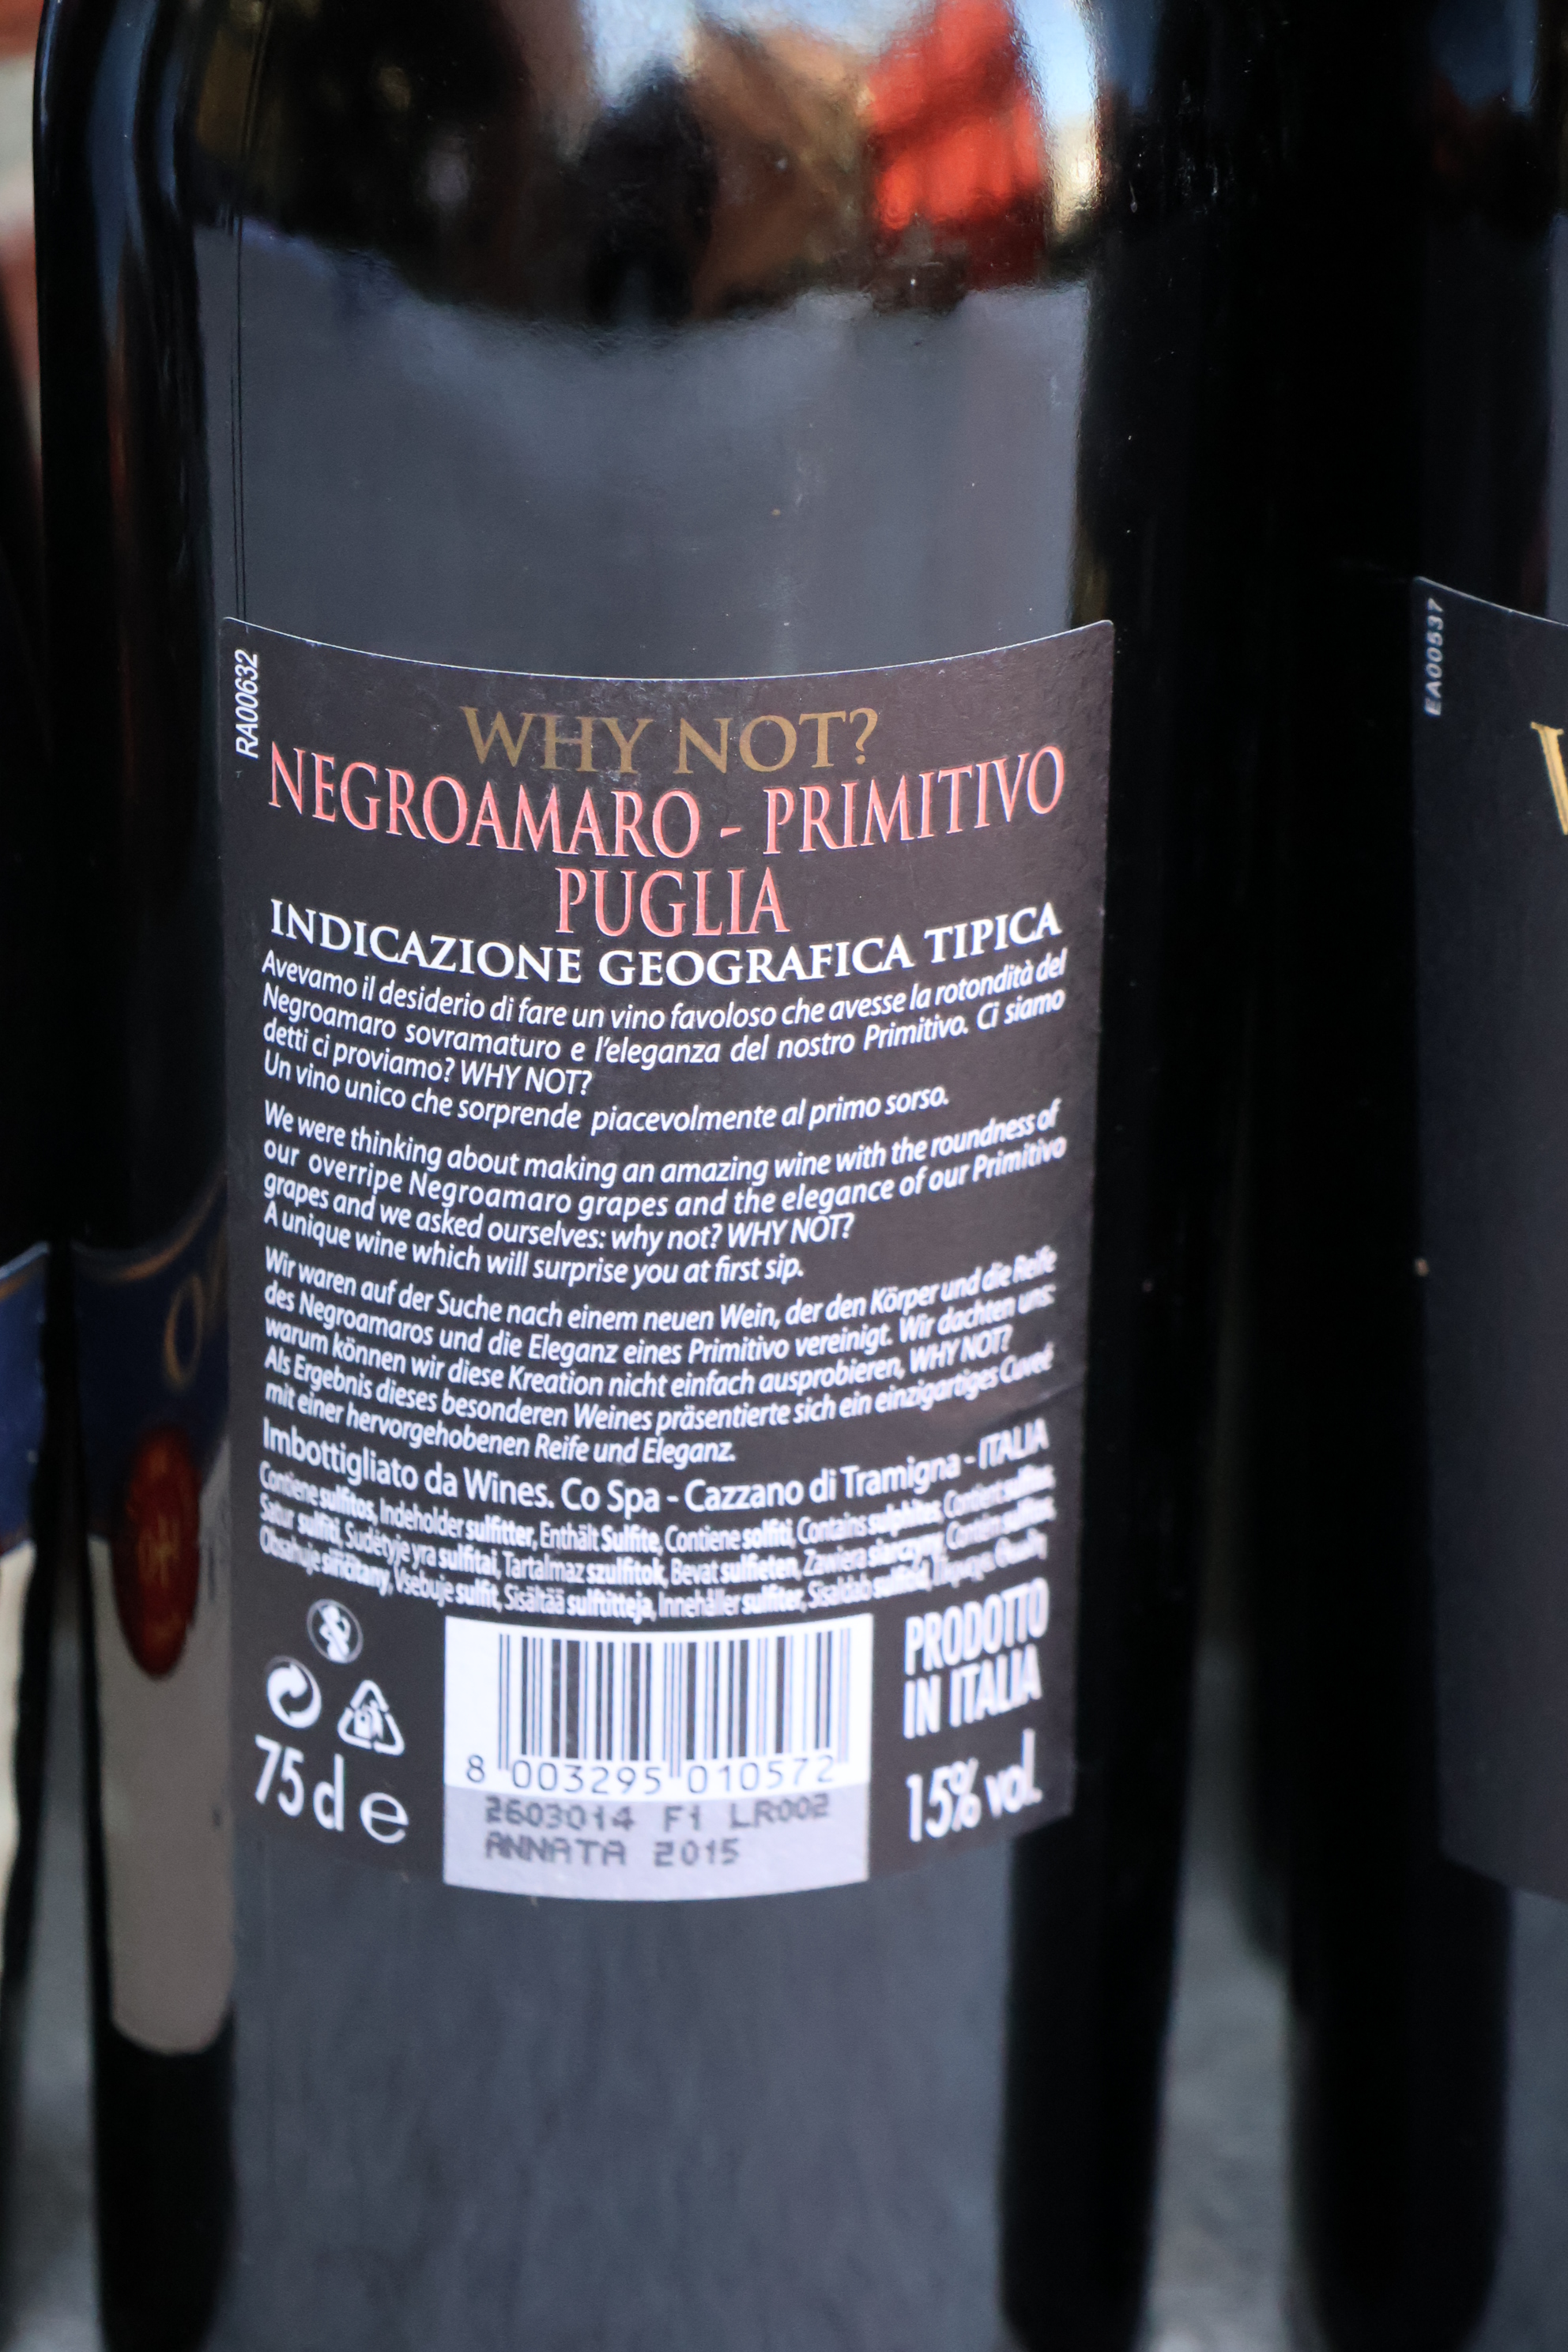 RA00632
WHY NOT?
NEGROAMARO - PRIMITIVO
PUGLIA
INDICAZIONE GEOGRAFICA TIPICA
Avevamo il desiderio di fare un vino favoloso che avesse la rotondità del
Negroamaro sovramaturo e l'eleganza del nostro Primitivo. Ci siamo
detti ci proviamo? WHY NOT?
Un vino unico che sorprende piacevolmente al primo sorso.
We were thinking about making an amazing wine with the roundness of
our overripe Negroamaro grapes and the elegance of our Primitivo
grapes and we asked ourselves: why not? WHY NOT?
A unique wine which will surprise you at first sip.
Wir waren auf der Suche nach einem neuen Wein, der den Körper und die Reife
des Negroamaros und die Eleganz eines Primitivo vereinigt. Wir dachten uns:
warum können wir diese Kreation nicht einfach ausprobieren, WHY NOT?
Als Ergebnis dieses besonderen Weines präsentierte sich ein einzigartiges Cuveé
mit einer hervorgehobenen Reife und Eleganz.
Imbottigliato da Wines. Co Spa - Cazzano di Tramigna - ITALIA
Contiene sulfitos, Indeholder sulfitter, Enthält Sulfite, Contiene solfiti, Contains sulphites, Contient sulfites,
Satur sulfiti, Sudėtyje yra sulfitai, Tartalmaz szulfitok, Bevat sulfieten, Zawiera siarczyny, Contém sulfitos,
Obsahuje siřičitany, Vsebuje sulfit, Sisältää sulftitteja, Innehåller sulfiter, Sisaldab
PRODOTTO
IN ITALIA
75 cl e
15% vol.
8 003295 010572
2603014 F1 LR002
ANNATA 2015
EA00537